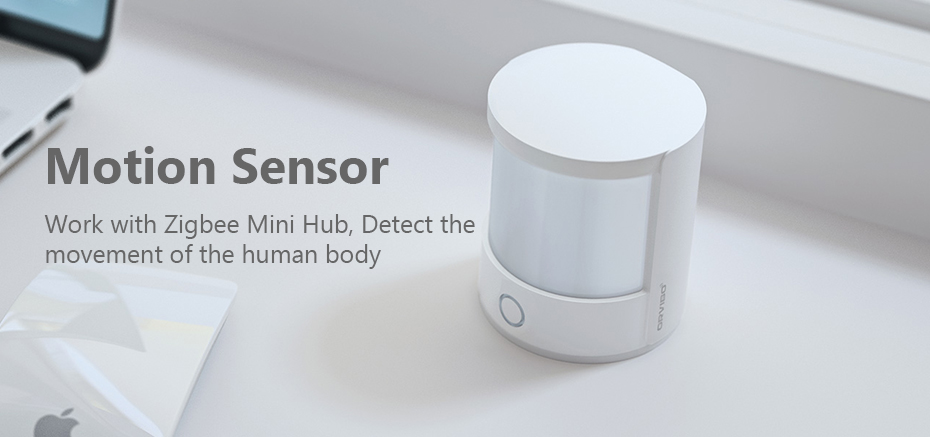 Motion Sensor
Work with Zigbee Mini Hub, Detect the
movement of the human body
ORVIBO